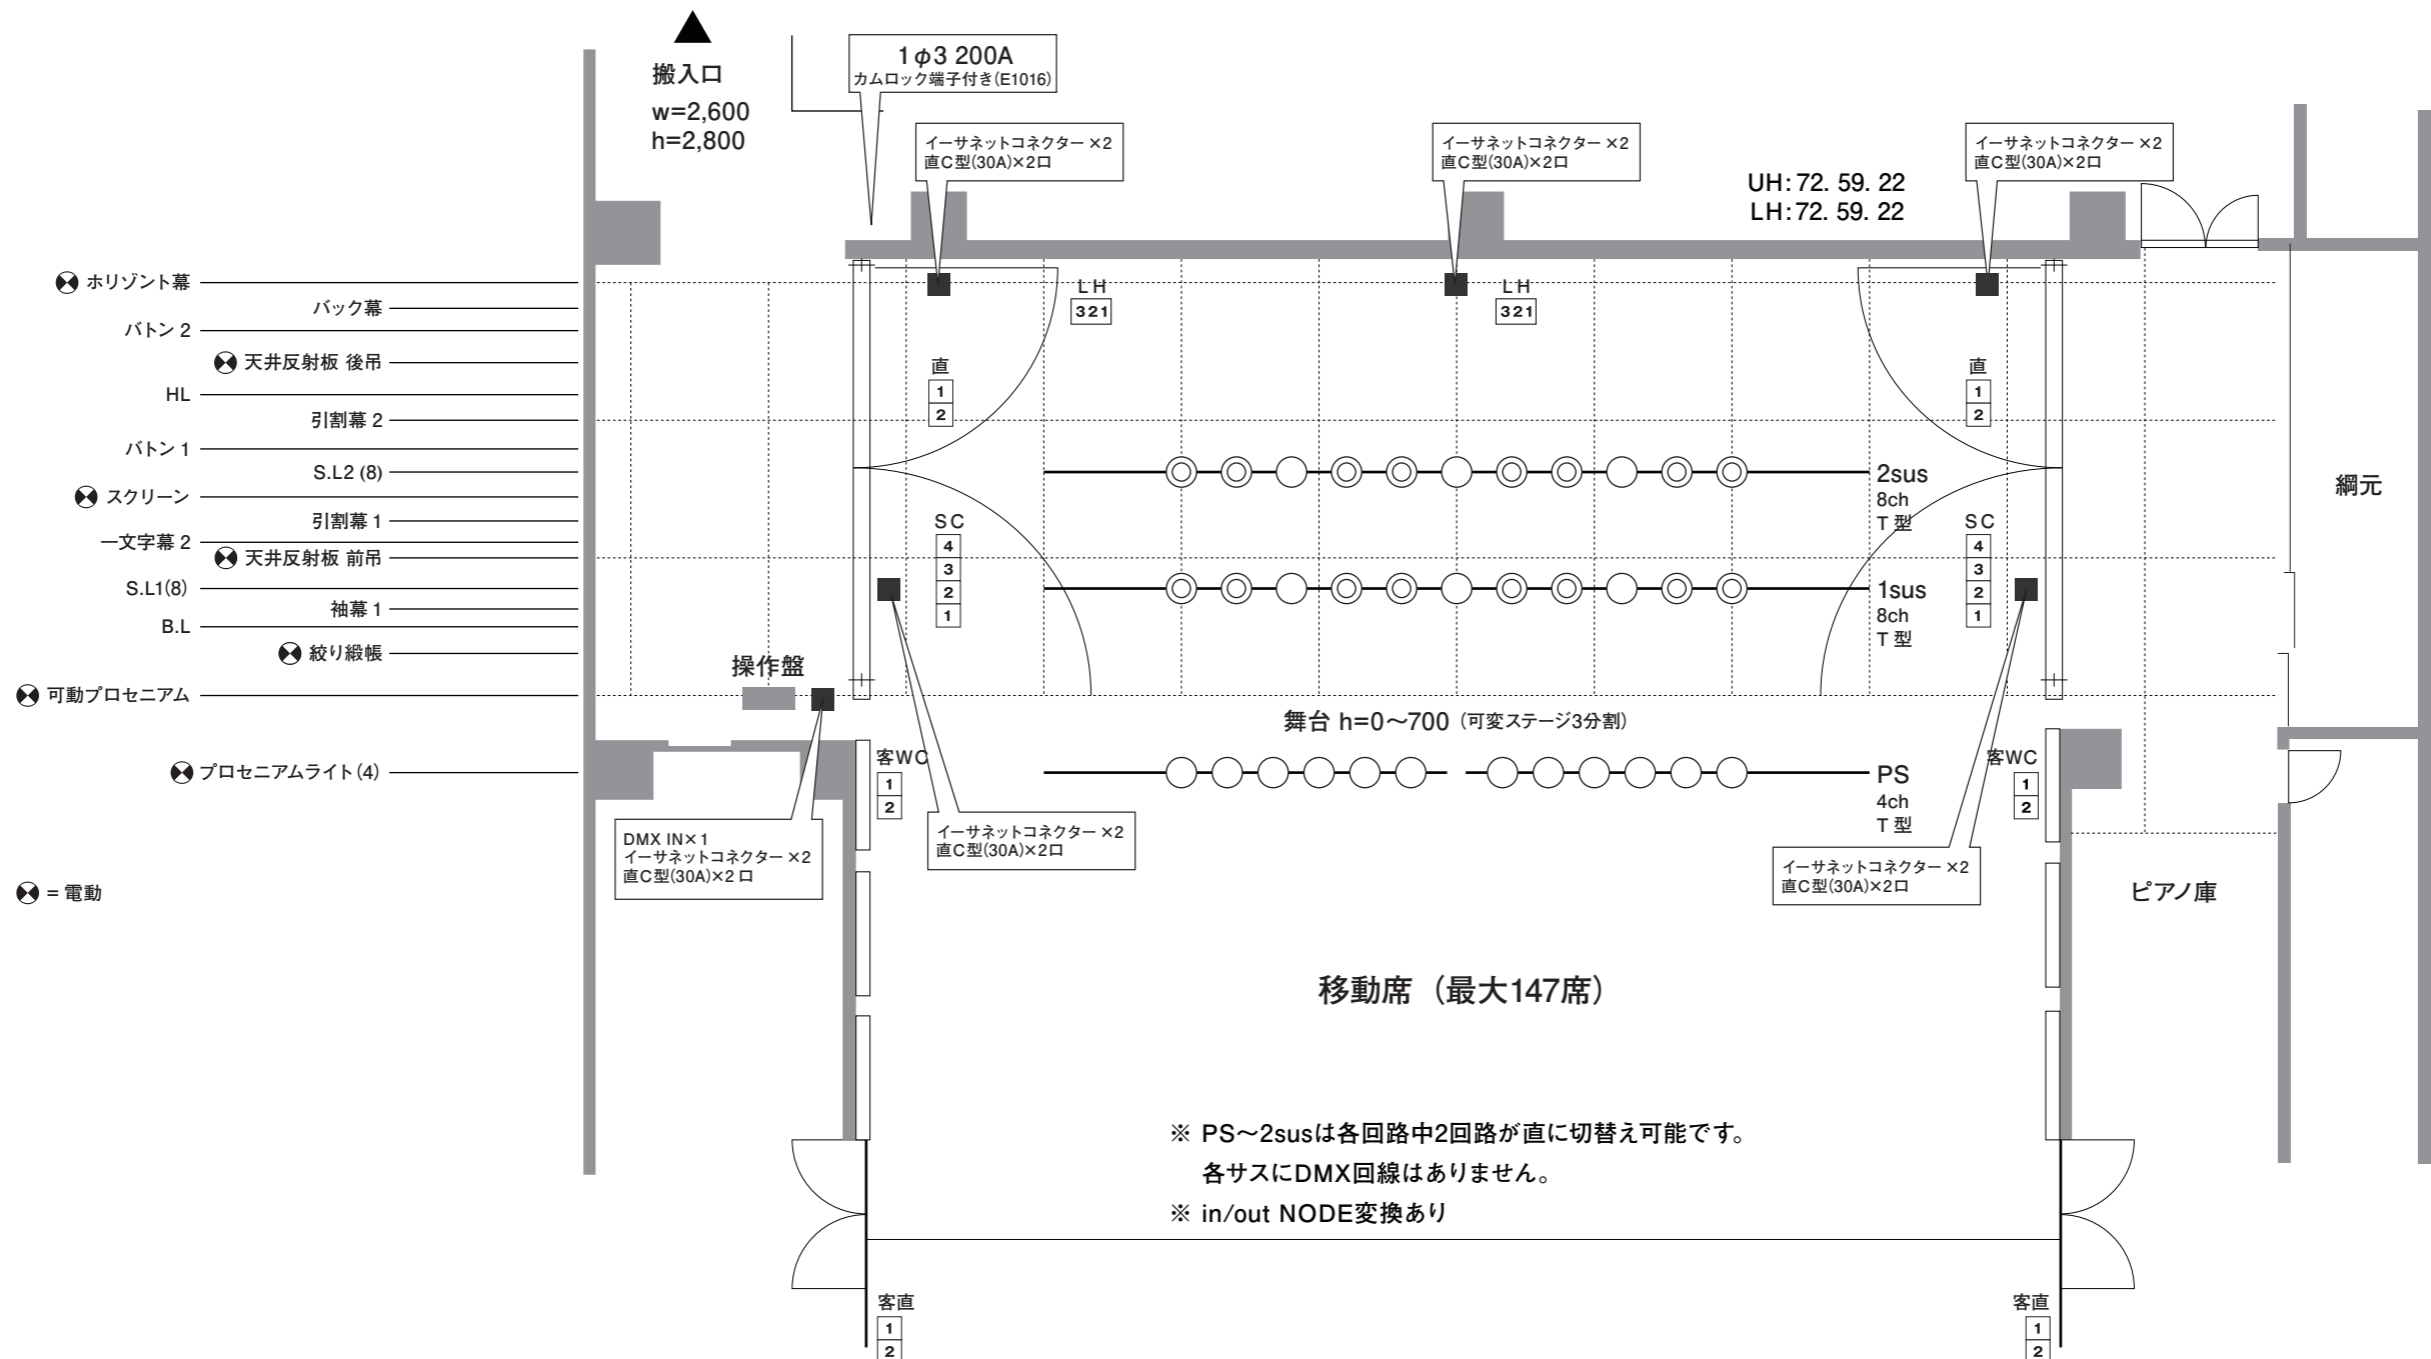 搬入口
w=2,600
h=2,800
1φ3 200A
カムロック端子付き(E1016)
イーサネットコネクター ×2
直C型(30A)×2口
イーサネットコネクター ×2
直C型(30A)×2口
イーサネットコネクター ×2
直C型(30A)×2口
UH:72. 59. 22
LH:72. 59. 22
ホリゾント幕
バック幕
バトン 2
天井反射板 後吊
HL
引割幕 2
バトン 1
S.L2 (8)
スクリーン
引割幕 1
一文字幕 2
天井反射板 前吊
S.L1(8)
袖幕 1
B.L
絞り緞帳
可動プロセニアム
プロセニアムライト(4)
= 電動
LH
321
LH
321
直
1
2
直
1
2
2sus
8ch
T 型
SC
4
3
2
1
SC
4
3
2
1
1sus
8ch
T 型
綱元
操作盤
舞台 h=0〜700 (可変ステージ3分割)
客WC
1
2
客WC
1
2
PS
4ch
T 型
DMX IN×1
イーサネットコネクター ×2
直C型(30A)×2 口
イーサネットコネクター ×2
直C型(30A)×2口
イーサネットコネクター ×2
直C型(30A)×2口
ピアノ庫
移動席（最大147席）
※ PS〜2susは各回路中2回路が直に切替え可能です。
各サスにDMX回線はありません。
※ in/out NODE変換あり
客直
1
2
客直
1
2